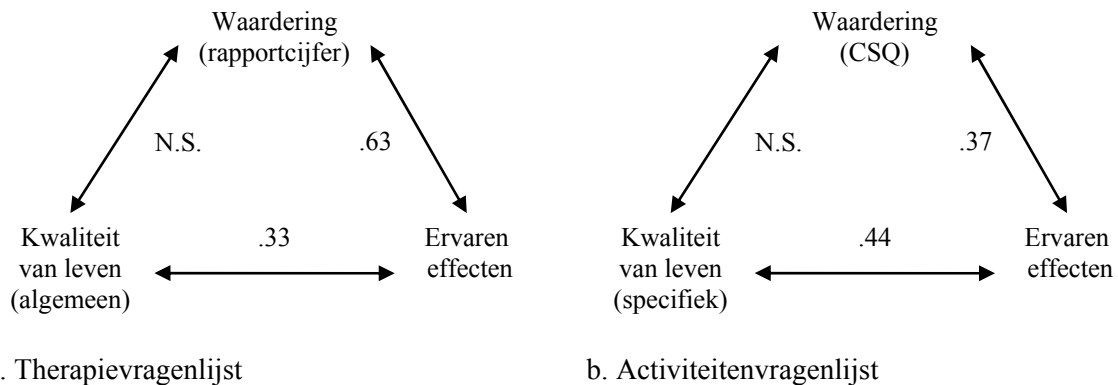 Waardering
(rapportcijfer)
N.S.
.63
Kwaliteit
van leven
(algemeen)
.33
Ervaren
effecten
. Therapievragenlijst
Waardering
(CSQ)
N.S.
.37
Kwaliteit
van leven
(specifiek)
.44
Ervaren
effecten
b. Activiteitenvragenlijst